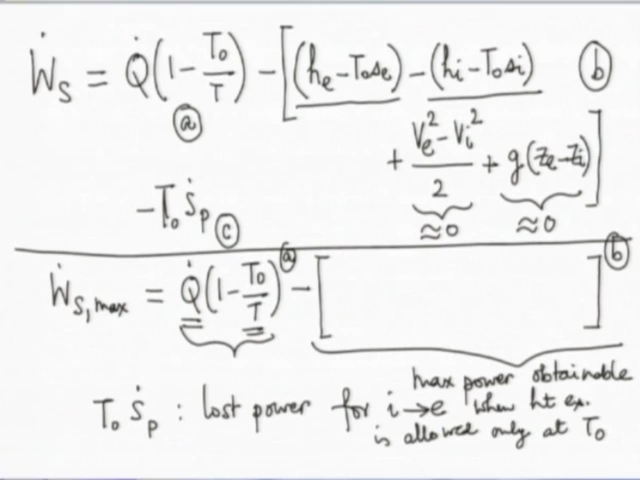 Ẇs = Q̇(1 − T₀/T) − [(he − T₀se) − (hi − T₀si) ⓑ
ⓐ
+ (Ve² − Vi²)/2 + g(ze − zi)]
≈0 ≈0
− T₀Ṡp ⓒ
Ẇs,max = Q̇(1 − T₀/T)ⓐ − [ ]ⓑ
T₀Ṡp : lost power
max power obtainable
for i → e when ht ex.
is allowed only at T₀